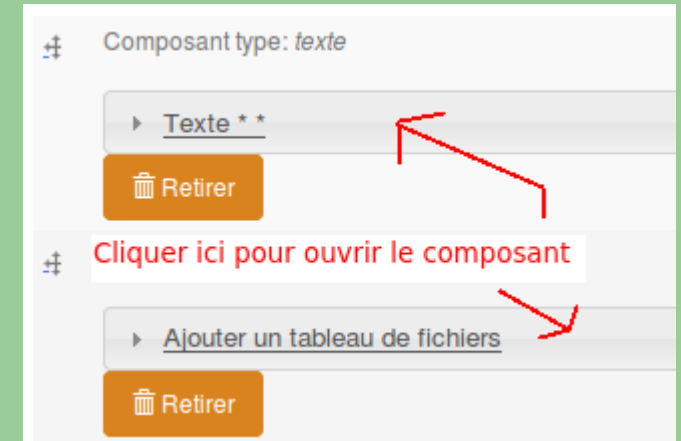 Composant type: texte
Texte * *
Retirer
Cliquer ici pour ouvrir le composant
Ajouter un tableau de fichiers
Retirer